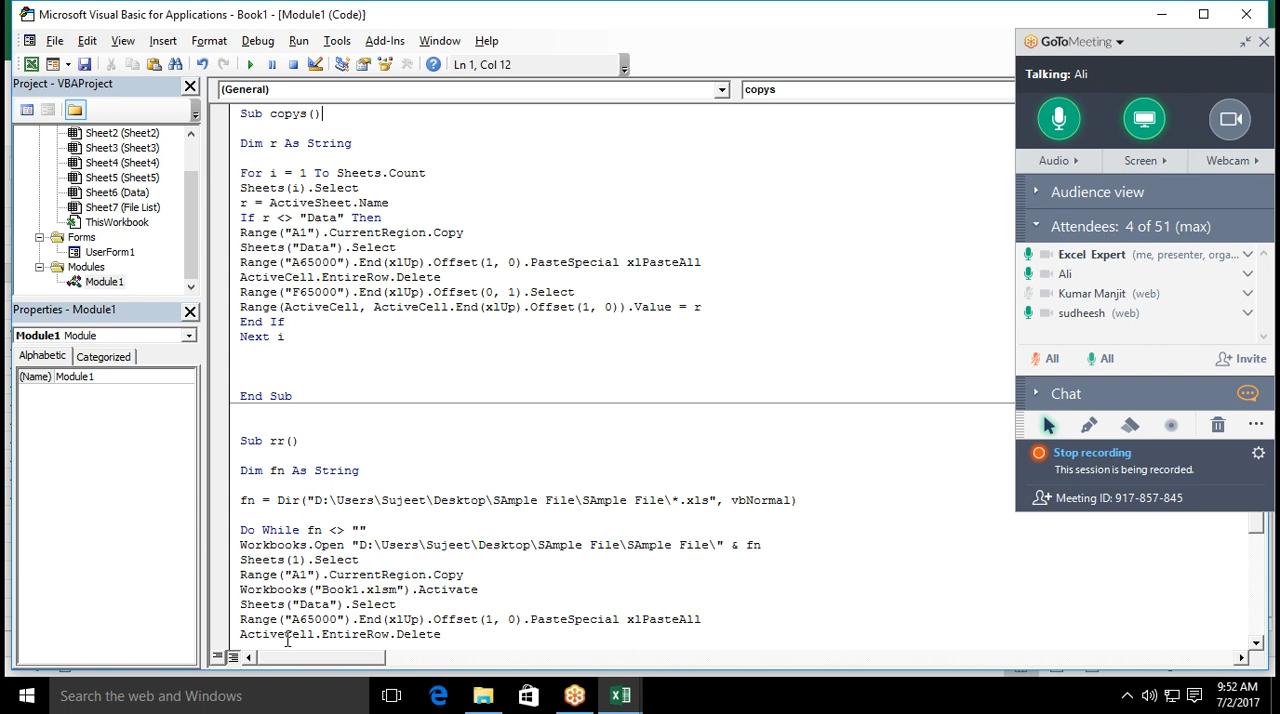 Microsoft Visual Basic for Applications - Book1 - [Module1 (Code)]
File Edit View Insert Format Debug Run Tools Add-Ins Window Help
Ln 1, Col 12
Project - VBAProject
Sheet2 (Sheet2)
Sheet3 (Sheet3)
Sheet4 (Sheet4)
Sheet5 (Sheet5)
Sheet6 (Data)
Sheet7 (File List)
ThisWorkbook
Forms
UserForm1
Modules
Module1
Properties - Module1
Module1 Module
Alphabetic Categorized
(Name) Module1
(General) copys
Sub copys()
Dim r As String
For i = 1 To Sheets.Count
Sheets(i).Select
r = ActiveSheet.Name
If r <> "Data" Then
Range("A1").CurrentRegion.Copy
Sheets("Data").Select
Range("A65000").End(xlUp).Offset(1, 0).PasteSpecial xlPasteAll
ActiveCell.EntireRow.Delete
Range("F65000").End(xlUp).Offset(0, 1).Select
Range(ActiveCell, ActiveCell.End(xlUp).Offset(1, 0)).Value = r
End If
Next i
End Sub
Sub rr()
Dim fn As String
fn = Dir("D:\Users\Sujeet\Desktop\SAmple File\SAmple File\*.xls", vbNormal)
Do While fn <> ""
Workbooks.Open "D:\Users\Sujeet\Desktop\SAmple File\SAmple File\" & fn
Sheets(1).Select
Range("A1").CurrentRegion.Copy
Workbooks("Book1.xlsm").Activate
Sheets("Data").Select
Range("A65000").End(xlUp).Offset(1, 0).PasteSpecial xlPasteAll
ActiveCell.EntireRow.Delete
GoToMeeting
Talking: Ali
Audio Screen Webcam
Audience view
Attendees: 4 of 51 (max)
Excel Expert (me, presenter, orga...
Ali
Kumar Manjit (web)
sudheesh (web)
All All Invite
Chat
Stop recording
This session is being recorded.
Meeting ID: 917-857-845
Search the web and Windows
9:52 AM
7/2/2017